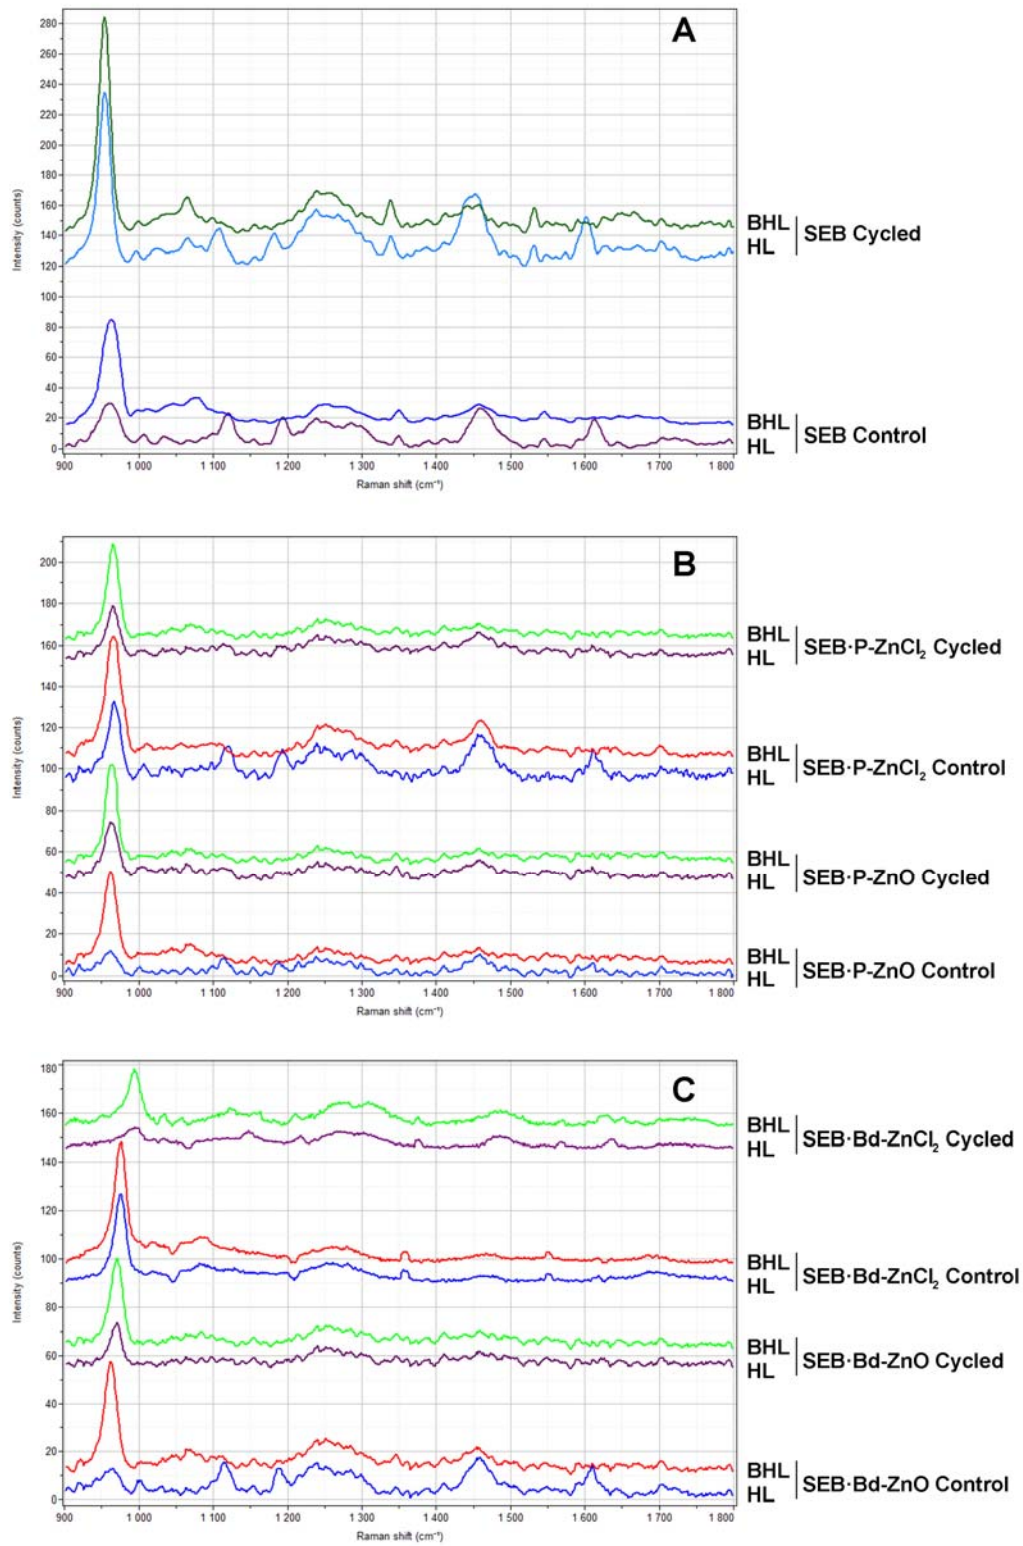 A
280
260
240
220
200
180
160
140
120
100
80
60
40
20
0
Intensity (counts)
900 1 000 1 100 1 200 1 300 1 400 1 500 1 600 1 700 1 800
Raman shift (cm⁻¹)
BHL
HL
SEB Cycled
BHL
HL
SEB Control
B
200
180
160
140
120
100
80
60
40
20
0
Intensity (counts)
900 1 000 1 100 1 200 1 300 1 400 1 500 1 600 1 700 1 800
Raman shift (cm⁻¹)
BHL
HL
SEB·P-ZnCl₂ Cycled
BHL
HL
SEB·P-ZnCl₂ Control
BHL
HL
SEB·P-ZnO Cycled
BHL
HL
SEB·P-ZnO Control
C
180
160
140
120
100
80
60
40
20
0
Intensity (counts)
900 1 000 1 100 1 200 1 300 1 400 1 500 1 600 1 700 1 800
Raman shift (cm⁻¹)
BHL
HL
SEB·Bd-ZnCl₂ Cycled
BHL
HL
SEB·Bd-ZnCl₂ Control
BHL
HL
SEB·Bd-ZnO Cycled
BHL
HL
SEB·Bd-ZnO Control